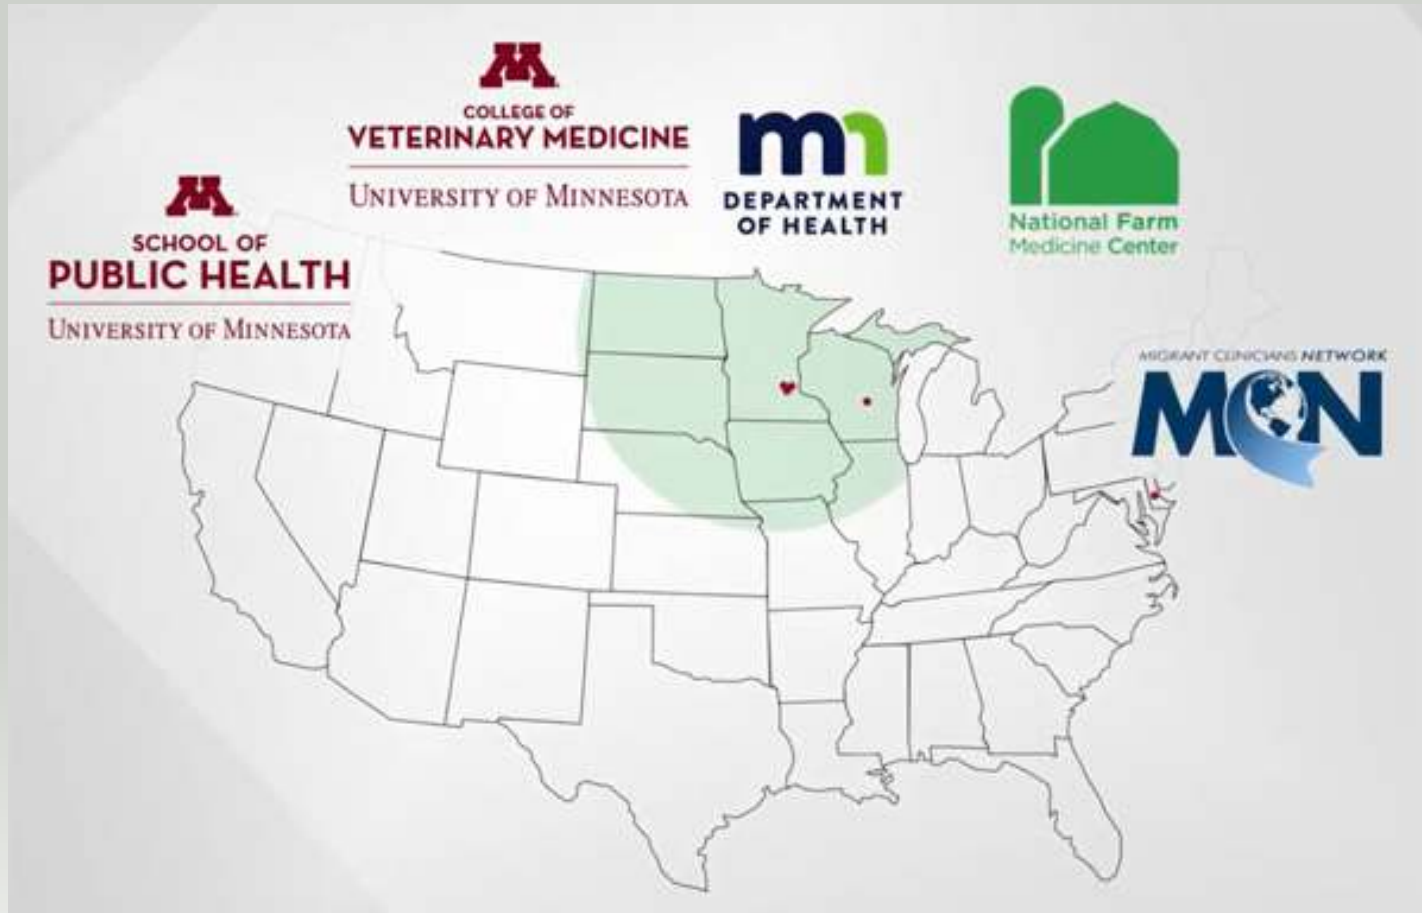 M
COLLEGE OF
VETERINARY MEDICINE
UNIVERSITY OF MINNESOTA
M
SCHOOL OF
PUBLIC HEALTH
UNIVERSITY OF MINNESOTA
mn
DEPARTMENT
OF HEALTH
National Farm
Medicine Center
MIGRANT CLINICIANS NETWORK
MCN